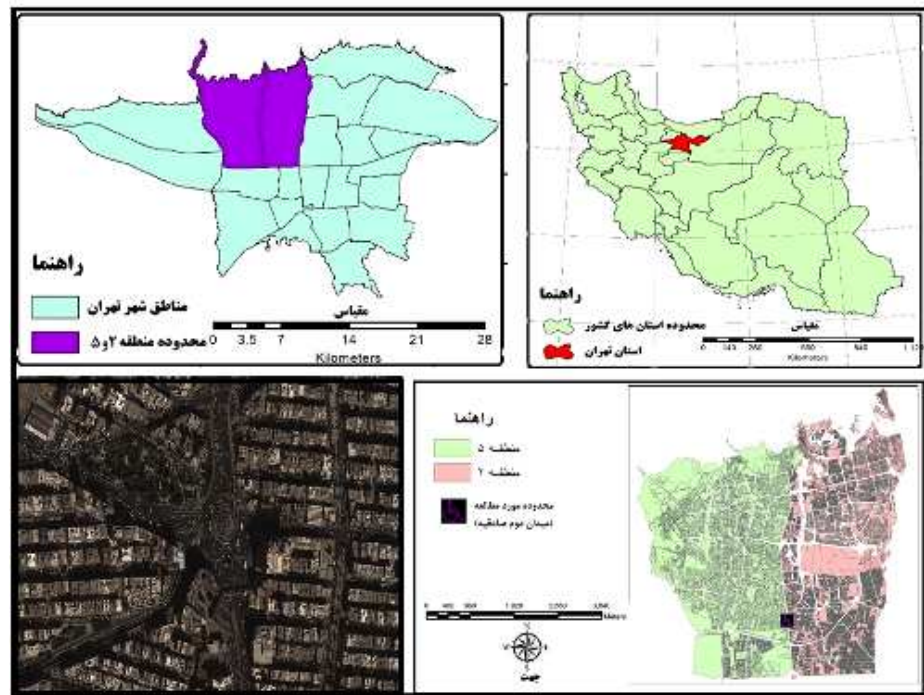 راهنما
مناطق شهر تهران
محدوده منطقه ۲و۵
مقیاس
0 3.5 7 14 21 28
Kilometers
راهنما
محدوده استان های کشور
استان تهران
مقیاس
Kilometers
راهنما
منطقه ۵
منطقه ۲
محدوده مورد مطالعه
(میدان دوم صادقیه)
Meters
جهت